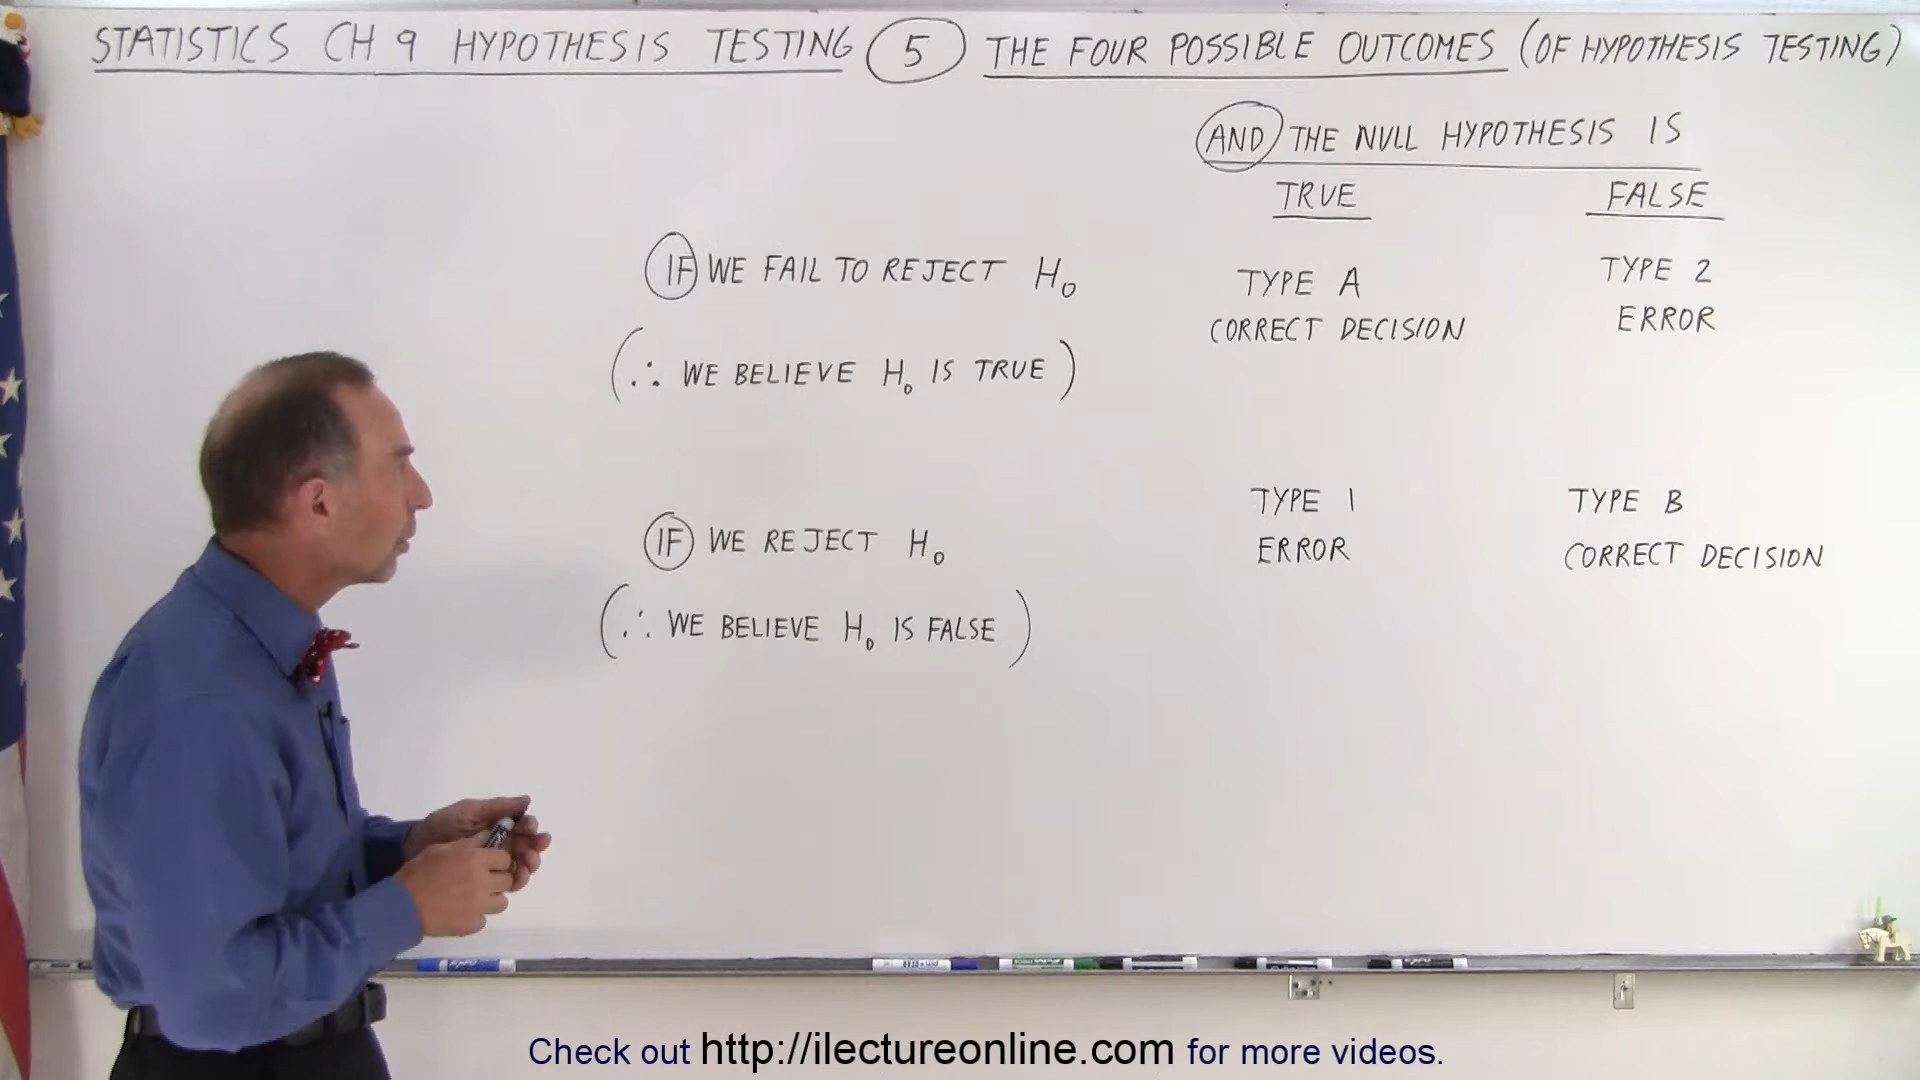 STATISTICS CH 9 HYPOTHESIS TESTING 5 THE FOUR POSSIBLE OUTCOMES (OF HYPOTHESIS TESTING)
AND THE NULL HYPOTHESIS IS
TRUE FALSE
IF WE FAIL TO REJECT H₀ TYPE A TYPE 2
CORRECT DECISION ERROR
(∴ WE BELIEVE H₀ IS TRUE)
TYPE 1 TYPE B
IF WE REJECT H₀ ERROR CORRECT DECISION
(∴ WE BELIEVE H₀ IS FALSE)
Check out http://ilectureonline.com for more videos.